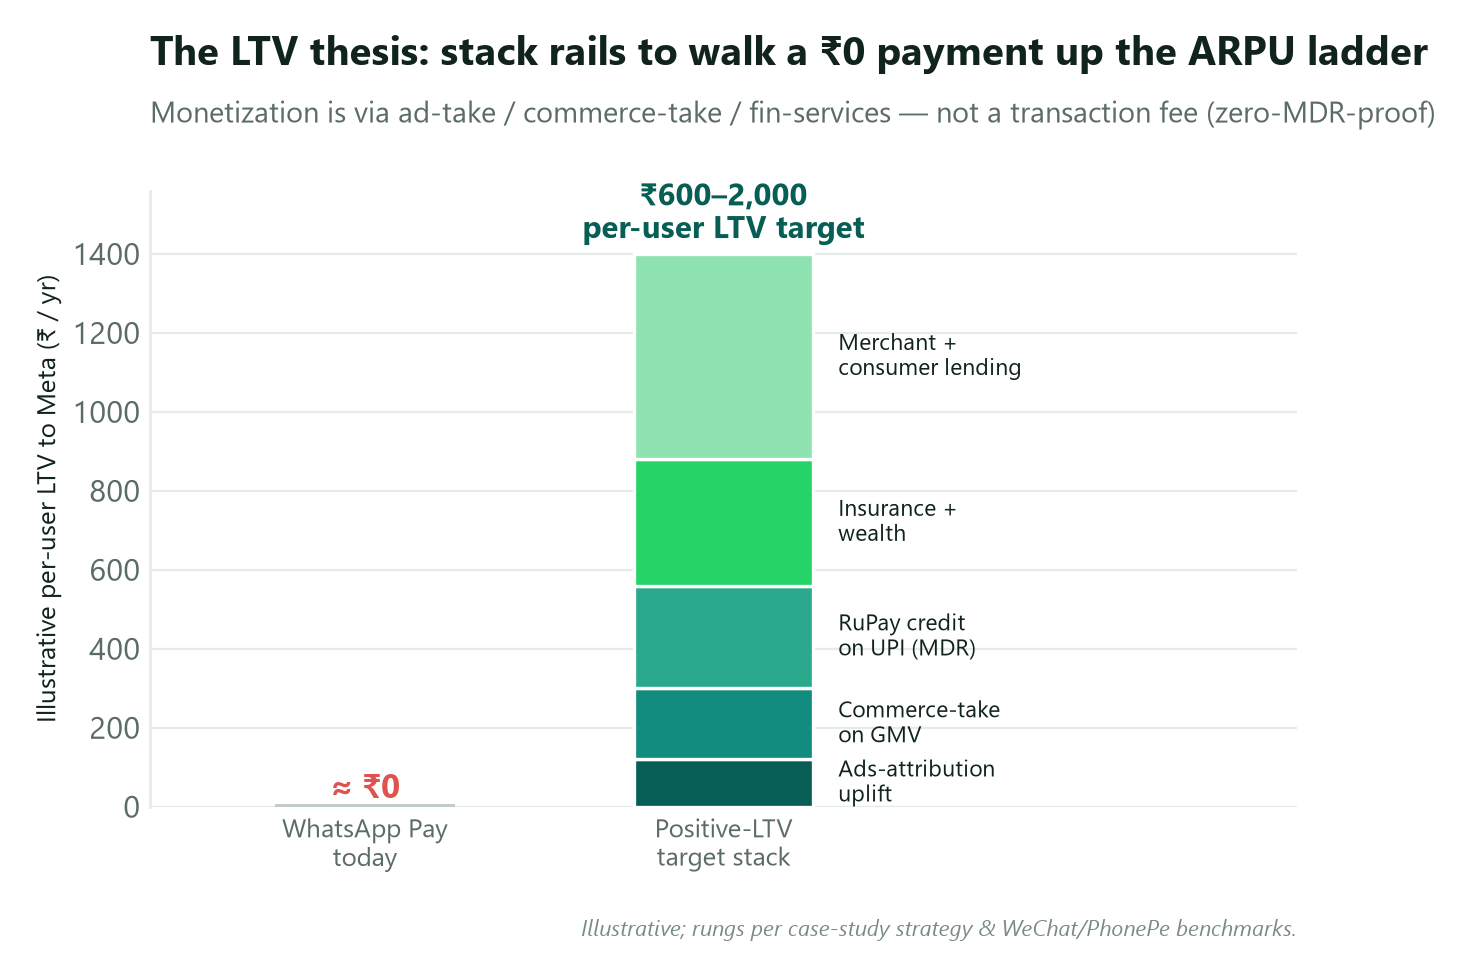 The LTV thesis: stack rails to walk a ₹0 payment up the ARPU ladder
Monetization is via ad-take / commerce-take / fin-services — not a transaction fee (zero-MDR-proof)
₹600–2,000
per-user LTV target
Illustrative per-user LTV to Meta (₹ / yr)
1400
1200
1000
800
600
400
200
0
Merchant +
consumer lending
Insurance +
wealth
RuPay credit
on UPI (MDR)
Commerce-take
on GMV
Ads-attribution
uplift
≈ ₹0
WhatsApp Pay
today
Positive-LTV
target stack
Illustrative; rungs per case-study strategy & WeChat/PhonePe benchmarks.